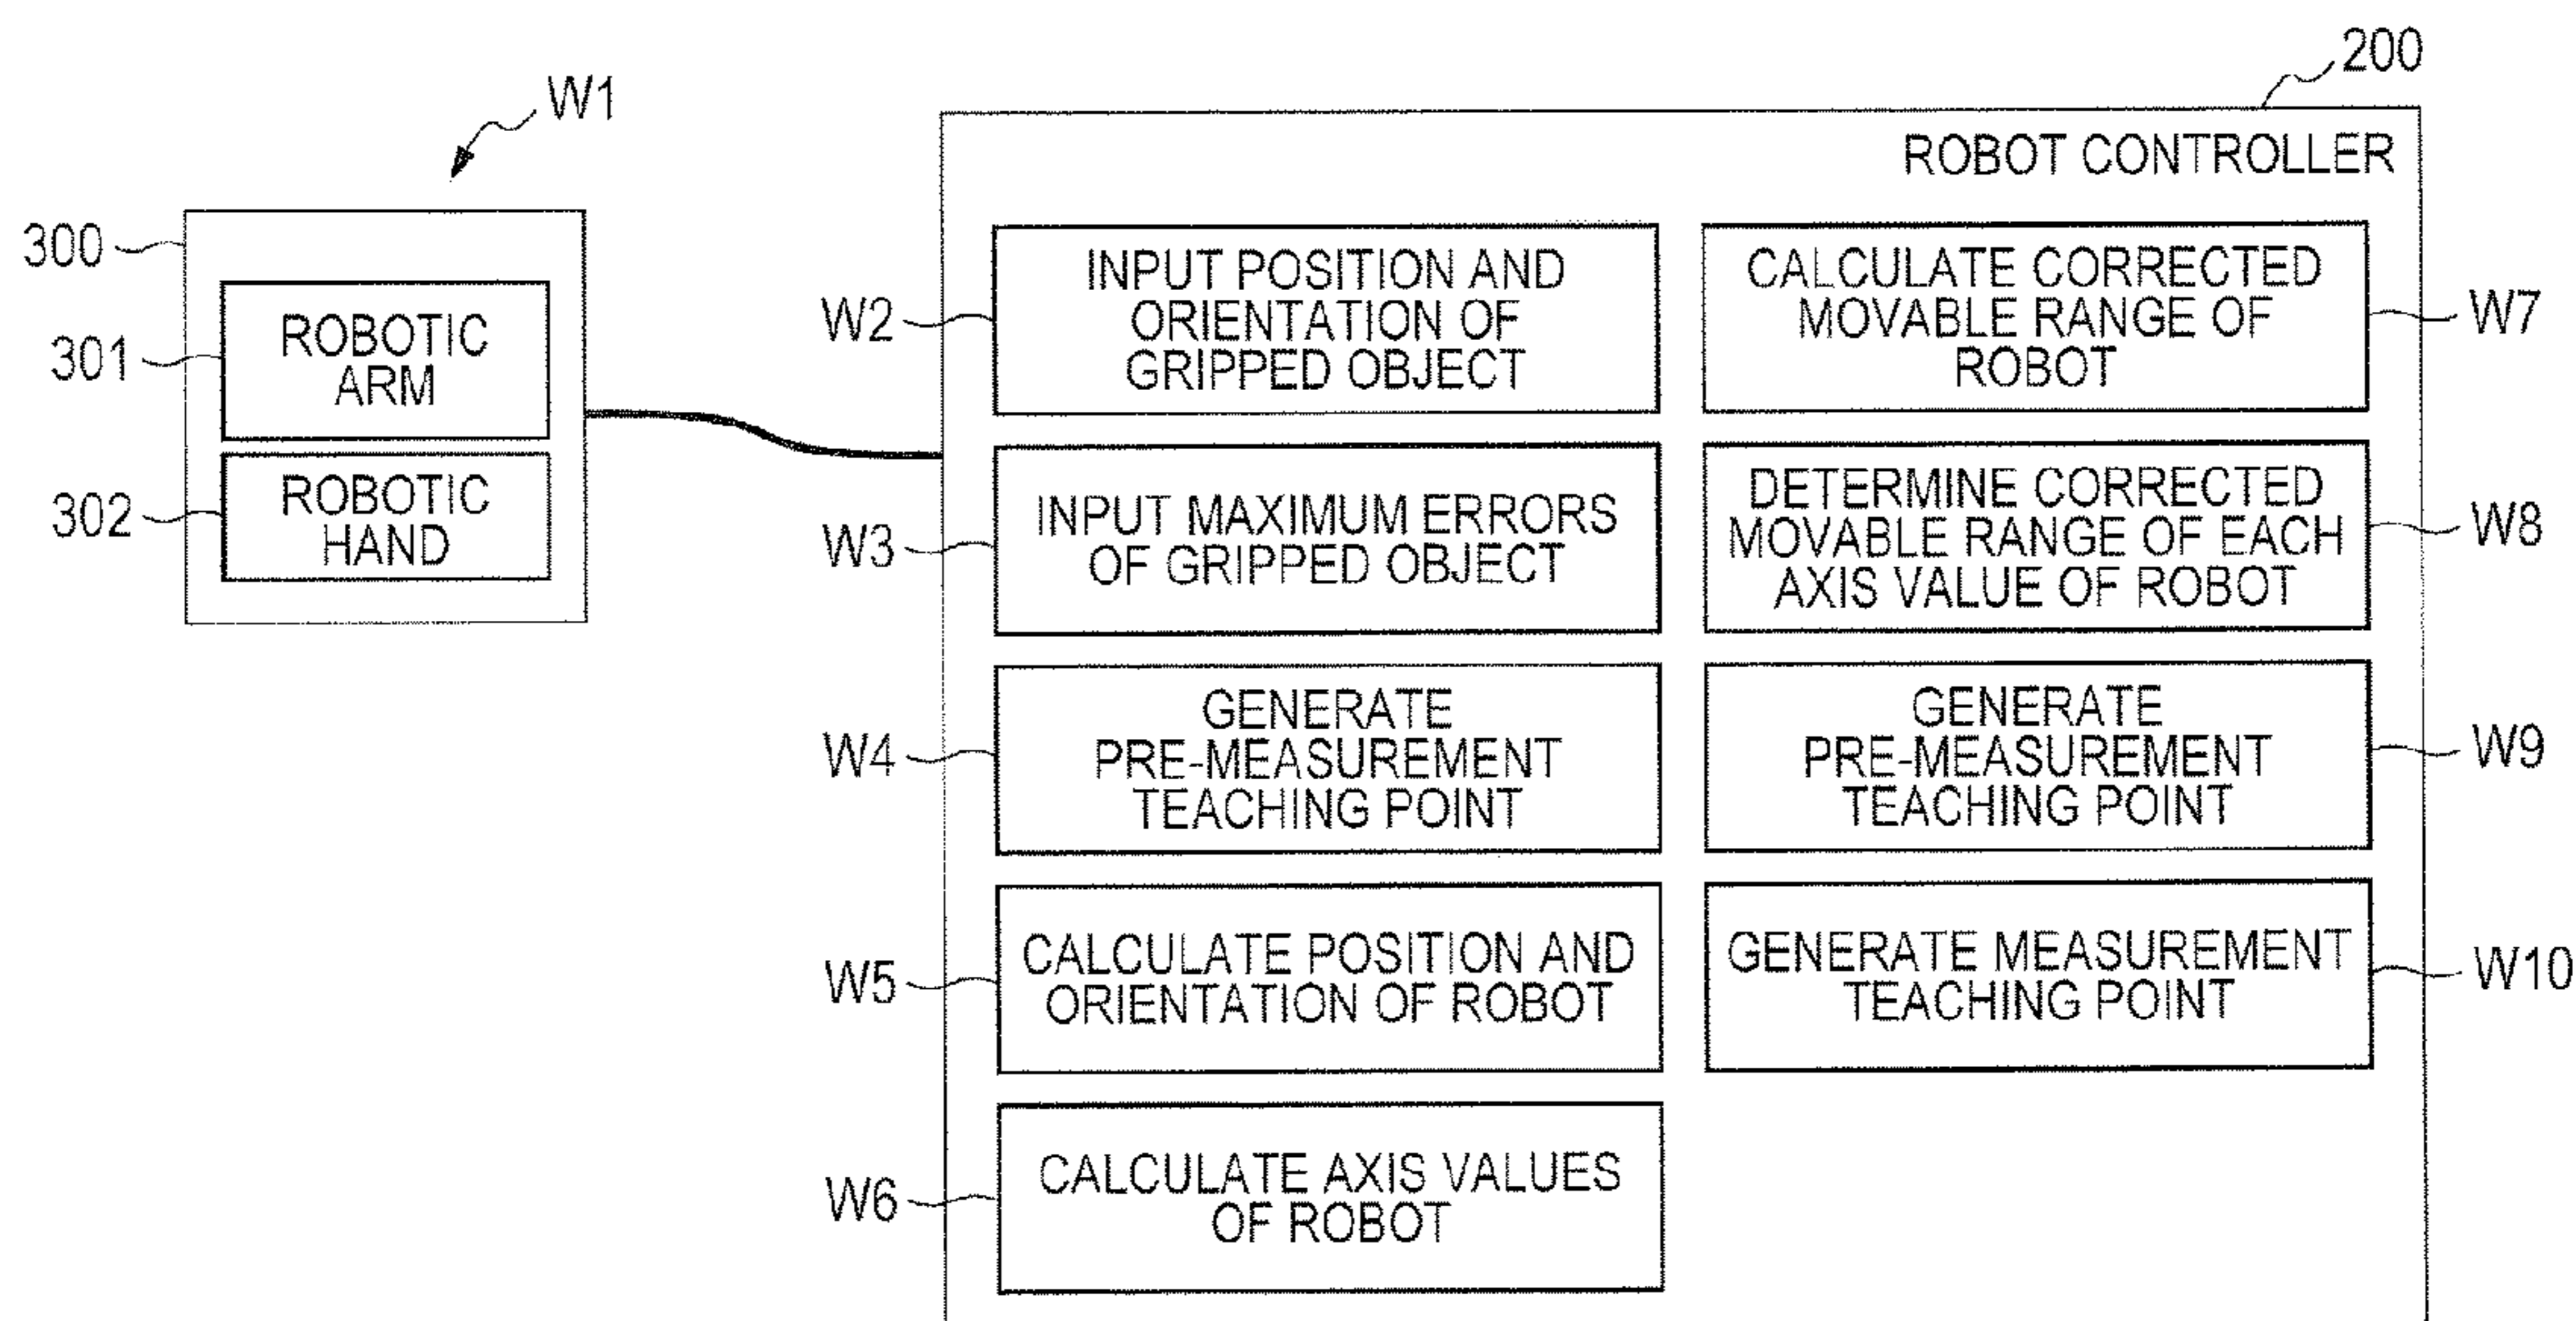 W1
300
301
ROBOTIC
ARM
302
ROBOTIC
HAND
200
ROBOT CONTROLLER
W2
INPUT POSITION AND
ORIENTATION OF
GRIPPED OBJECT
W3
INPUT MAXIMUM ERRORS
OF GRIPPED OBJECT
W4
GENERATE
PRE-MEASUREMENT
TEACHING POINT
W5
CALCULATE POSITION AND
ORIENTATION OF ROBOT
W6
CALCULATE AXIS VALUES
OF ROBOT
CALCULATE CORRECTED
MOVABLE RANGE OF
ROBOT
W7
DETERMINE CORRECTED
MOVABLE RANGE OF EACH
AXIS VALUE OF ROBOT
W8
GENERATE
PRE-MEASUREMENT
TEACHING POINT
W9
GENERATE MEASUREMENT
TEACHING POINT
W10